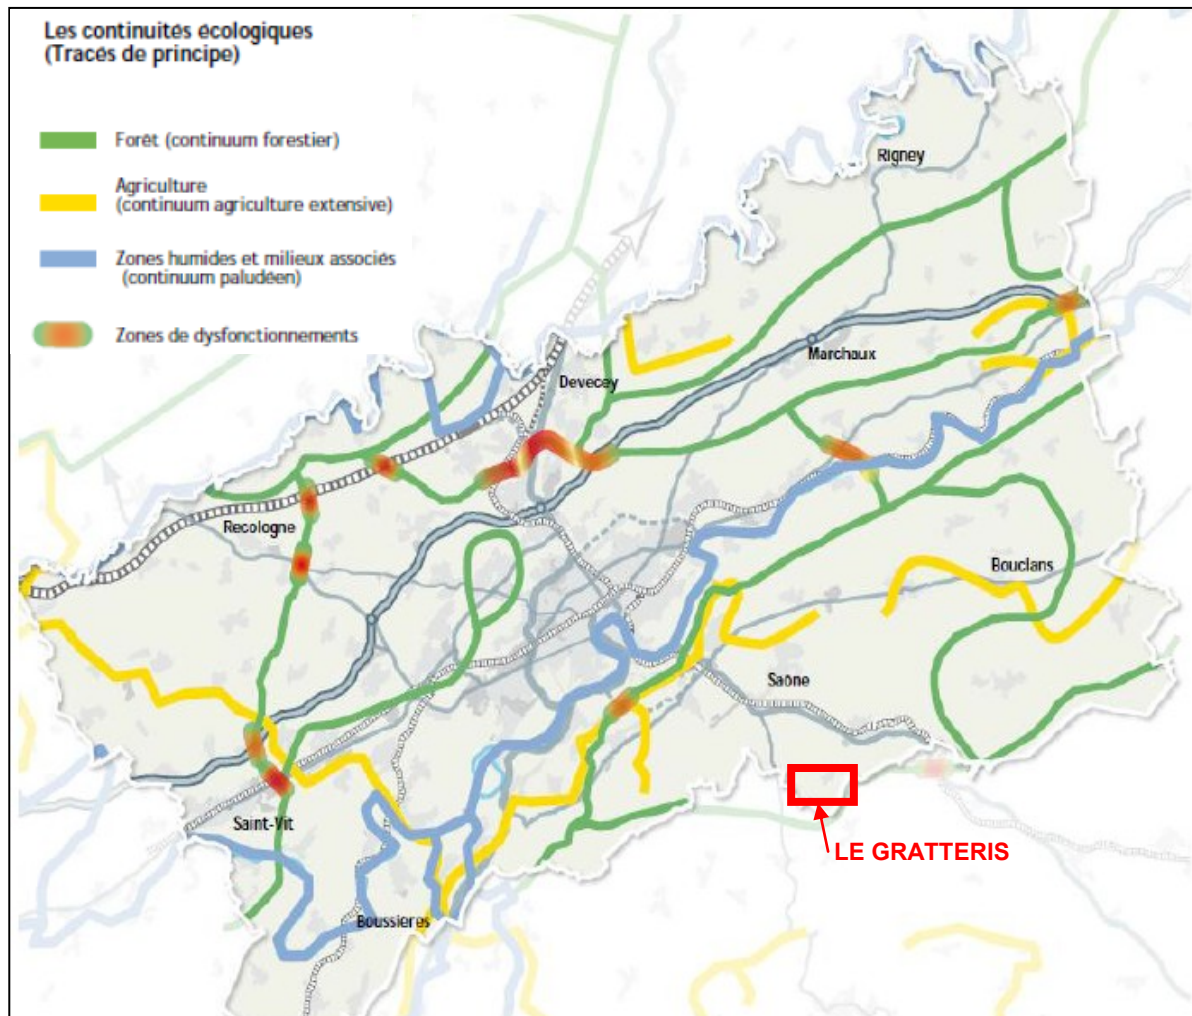 Les continuités écologiques
(Tracés de principe)
Forêt (continuum forestier)
Agriculture
(continuum agriculture extensive)
Zones humides et milieux associés
(continuum paludéen)
Zones de dysfonctionnements
Rigney
Marchaux
Devecey
Recologne
Bouclans
Saône
Saint-Vit
LE GRATTERIS
Boussières